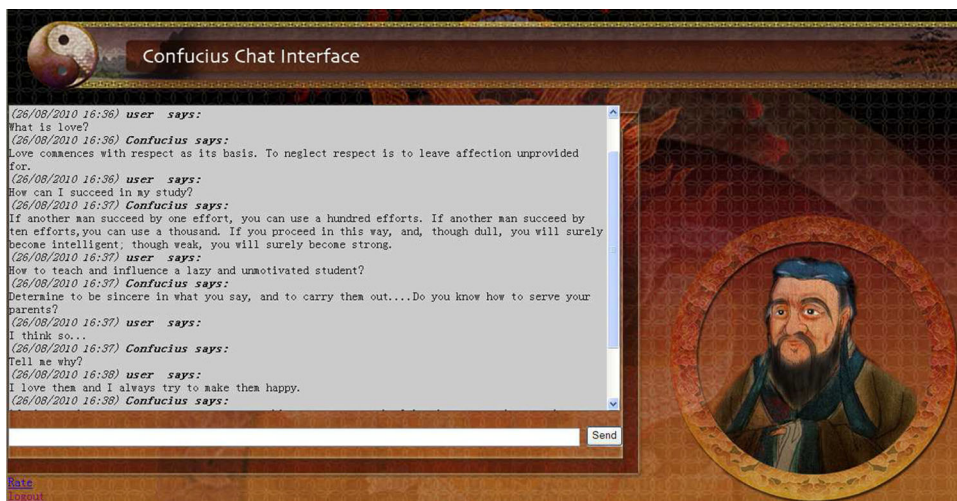 Confucius Chat Interface
(26/08/2010 16:36) user says:
What is love?
(26/08/2010 16:36) Confucius says:
Love commences with respect as its basis. To neglect respect is to leave affection unprovided
for.
(26/08/2010 16:36) user says:
How can I succeed in my study?
(26/08/2010 16:37) Confucius says:
If another man succeed by one effort, you can use a hundred efforts. If another man succeed by
ten efforts,you can use a thousand. If you proceed in this way, and, though dull, you will surely
become intelligent; though weak, you will surely become strong.
(26/08/2010 16:37) user says:
How to teach and influence a lazy and unmotivated student?
(26/08/2010 16:37) Confucius says:
Determine to be sincere in what you say, and to carry them out....Do you know how to serve your
parents?
(26/08/2010 16:37) user says:
I think so...
(26/08/2010 16:37) Confucius says:
Tell me why?
(26/08/2010 16:38) user says:
I love them and I always try to make them happy.
(26/08/2010 16:38) Confucius says:
Send
Rate
logout